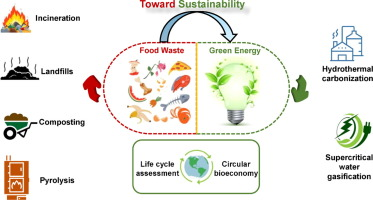 Toward Sustainability
Incineration
Food Waste
Green Energy
Landfills
Hydrothermal
carbonization
Composting
Life cycle
assessment
Circular
bioeconomy
Supercritical
water
gasification
Pyrolysis